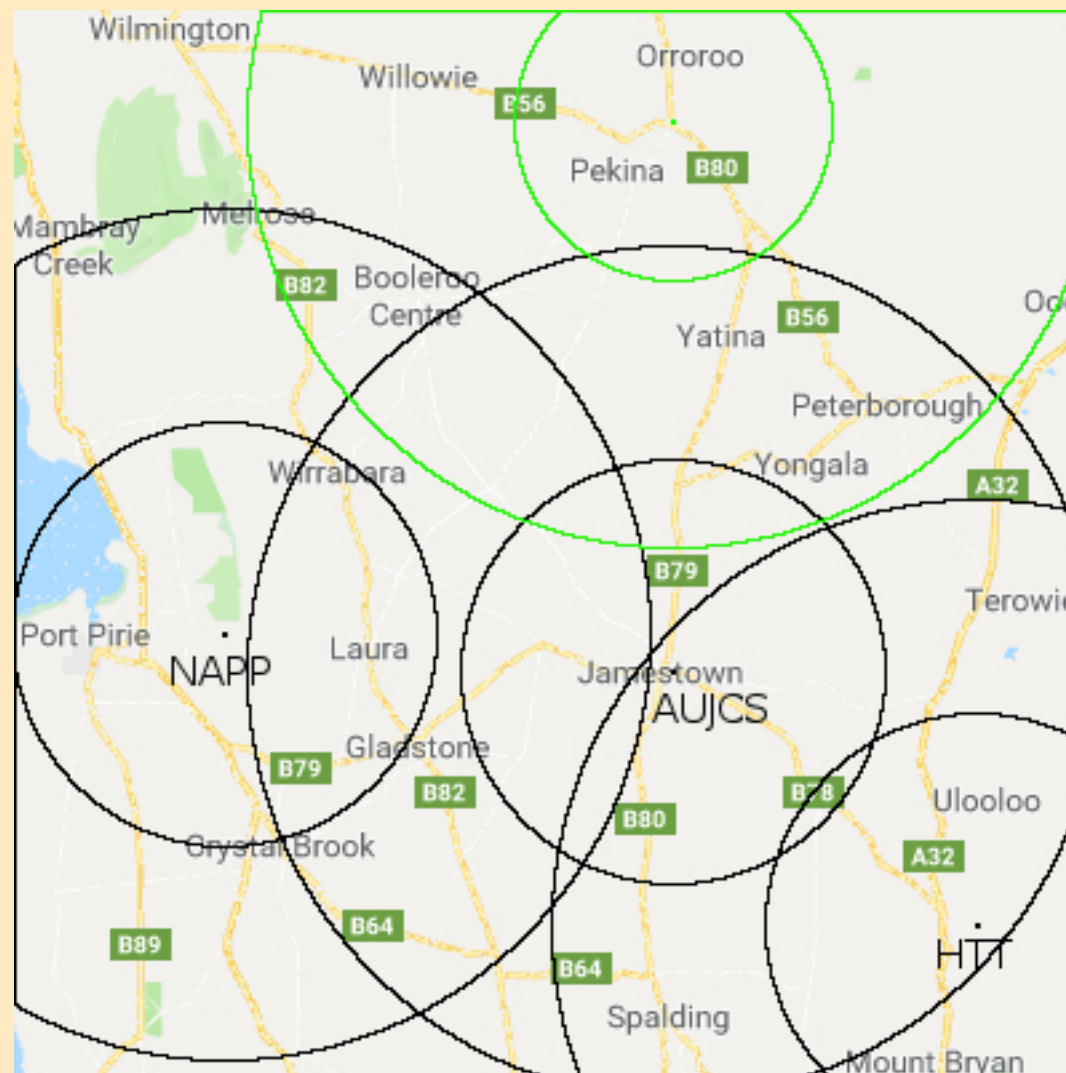 Wilmington
Orroroo
Willowie
B56
Pekina
B80
Melrose
Mambray
Creek
B82
Booleroo
Centre
B56
Yatina
Peterborough
Wirrabara
Yongala
A32
B79
Terowie
Port Pirie
Laura
NAPP
Jamestown
AUJCS
Gladstone
B79
B82
B78
Ulooloo
B80
Crystal Brook
A32
B64
B89
HTT
B64
Spalding
Mount Bryan